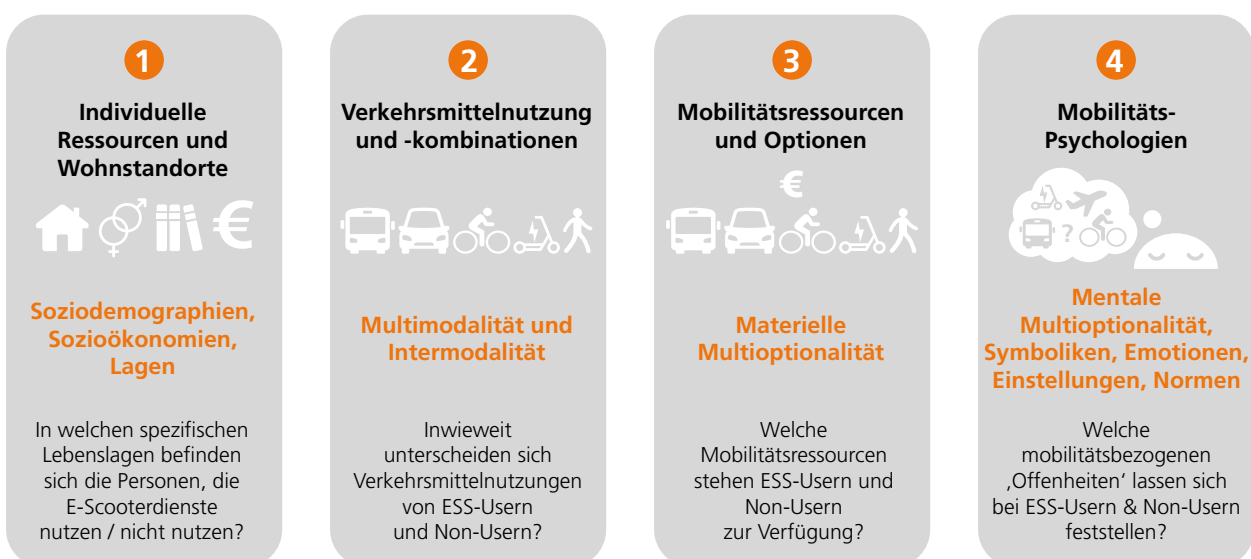 1
Individuelle
Ressourcen und
Wohnstandorte
€
Soziodemographien,
Sozioökonomien,
Lagen
In welchen spezifischen
Lebenslagen befinden
sich die Personen, die
E-Scooterdienste
nutzen / nicht nutzen?
2
Verkehrsmittelnutzung
und -kombinationen
Multimodalität und
Intermodalität
Inwieweit
unterscheiden sich
Verkehrsmittelnutzungen
von ESS-Usern
und Non-Usern?
3
Mobilitätsressourcen
und Optionen
€
Materielle
Multioptionalität
Welche
Mobilitätsressourcen
stehen ESS-Usern und
Non-Usern
zur Verfügung?
4
Mobilitäts-
Psychologien
?
Mentale
Multioptionalität,
Symboliken, Emotionen,
Einstellungen, Normen
Welche
mobilitätsbezogenen
‚Offenheiten‘ lassen sich
bei ESS-Usern & Non-Usern
feststellen?